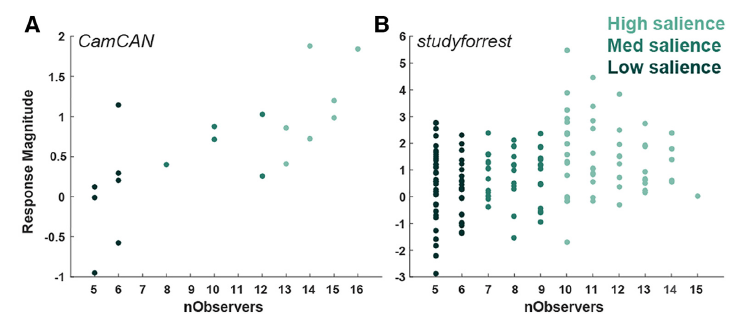 A
CamCAN
Response Magnitude
2
1.5
1
0.5
0
-0.5
-1
5 6 7 8 9 10 11 12 13 14 15 16
nObservers
B
studyforrest
High salience
Med salience
Low salience
6
5
4
3
2
1
0
-1
-2
-3
5 6 7 8 9 10 11 12 13 14 15
nObservers